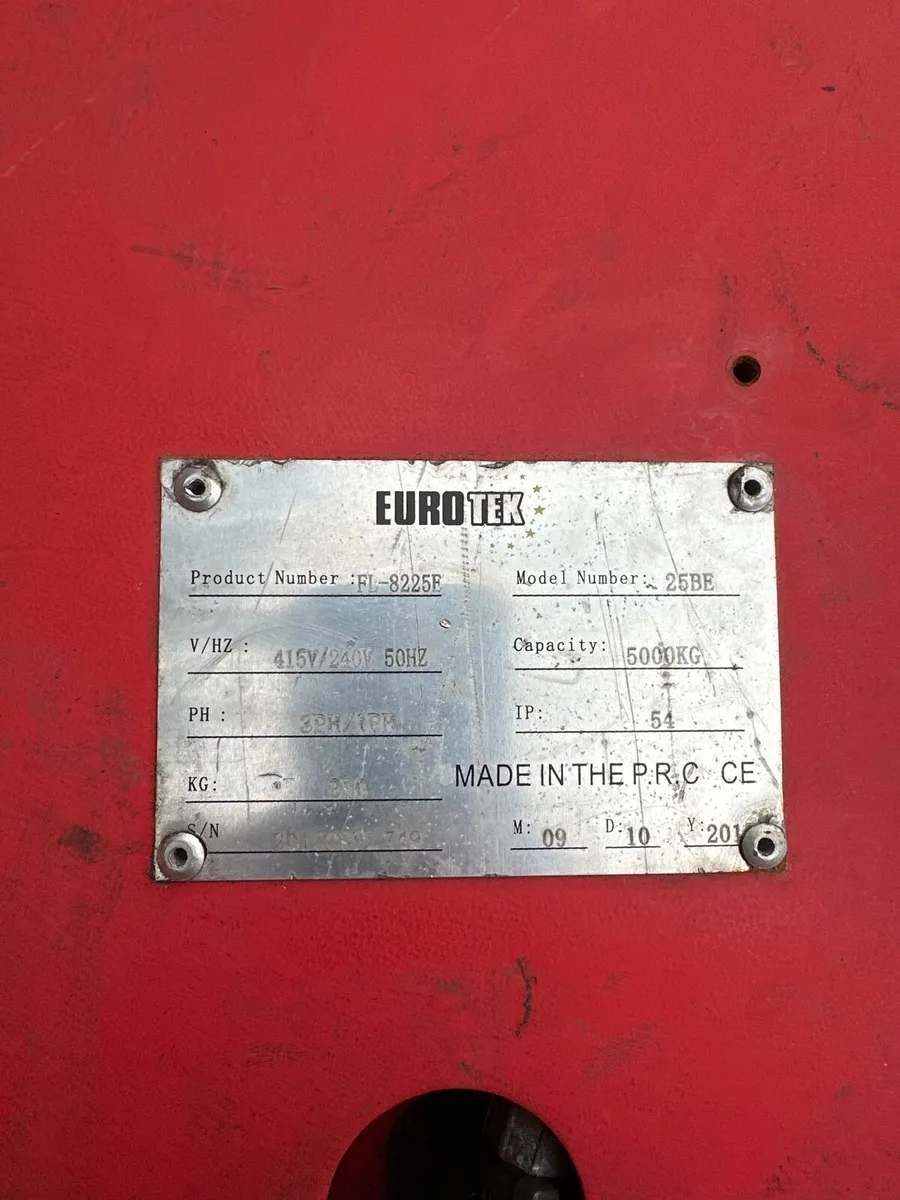 EUROTEK
Product Number : FL-8225E Model Number: 25BE
V/HZ : 415V/240V 50HZ Capacity: 5000KG
PH : 3PH/1PH IP: 54
KG: MADE IN THE P.R.C CE
S/N M: 09 D: 10 Y: 201